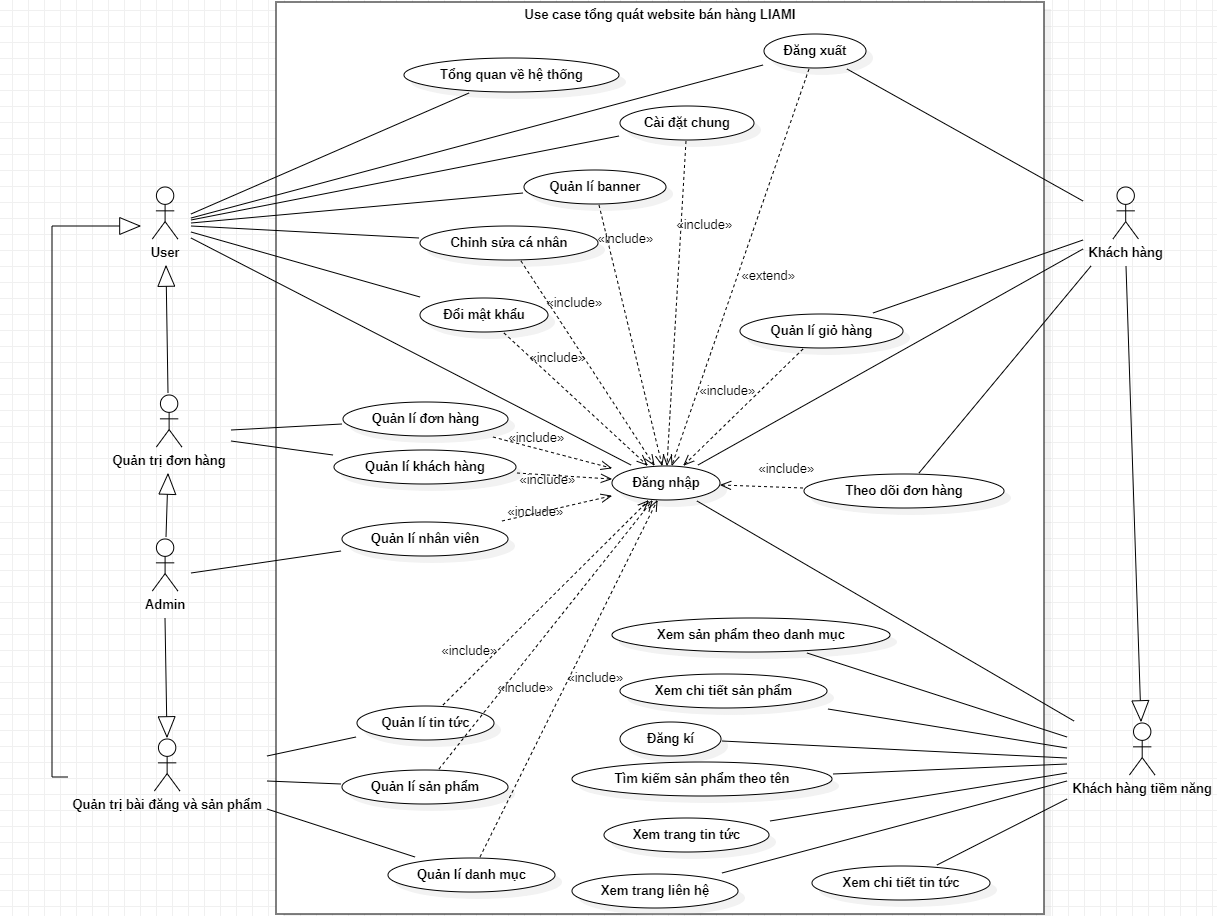 Use case tổng quát website bán hàng LIAMI
Đăng xuất
Tổng quan về hệ thống
Cài đặt chung
Quản lí banner
«include»
«include»
Chỉnh sửa cá nhân
User
Khách hàng
«extend»
«include»
Đổi mật khẩu
Quản lí giỏ hàng
«include»
«include»
Quản lí đơn hàng
«include»
Quản trị đơn hàng
Quản lí khách hàng
«include»
«include»
Đăng nhập
Theo dõi đơn hàng
«include»
Quản lí nhân viên
Admin
Xem sản phẩm theo danh mục
«include»
«include»
«include»
Xem chi tiết sản phẩm
Quản lí tin tức
Đăng kí
Tìm kiếm sản phẩm theo tên
Quản lí sản phẩm
Khách hàng tiềm năng
Quản trị bài đăng và sản phẩm
Xem trang tin tức
Quản lí danh mục
Xem chi tiết tin tức
Xem trang liên hệ